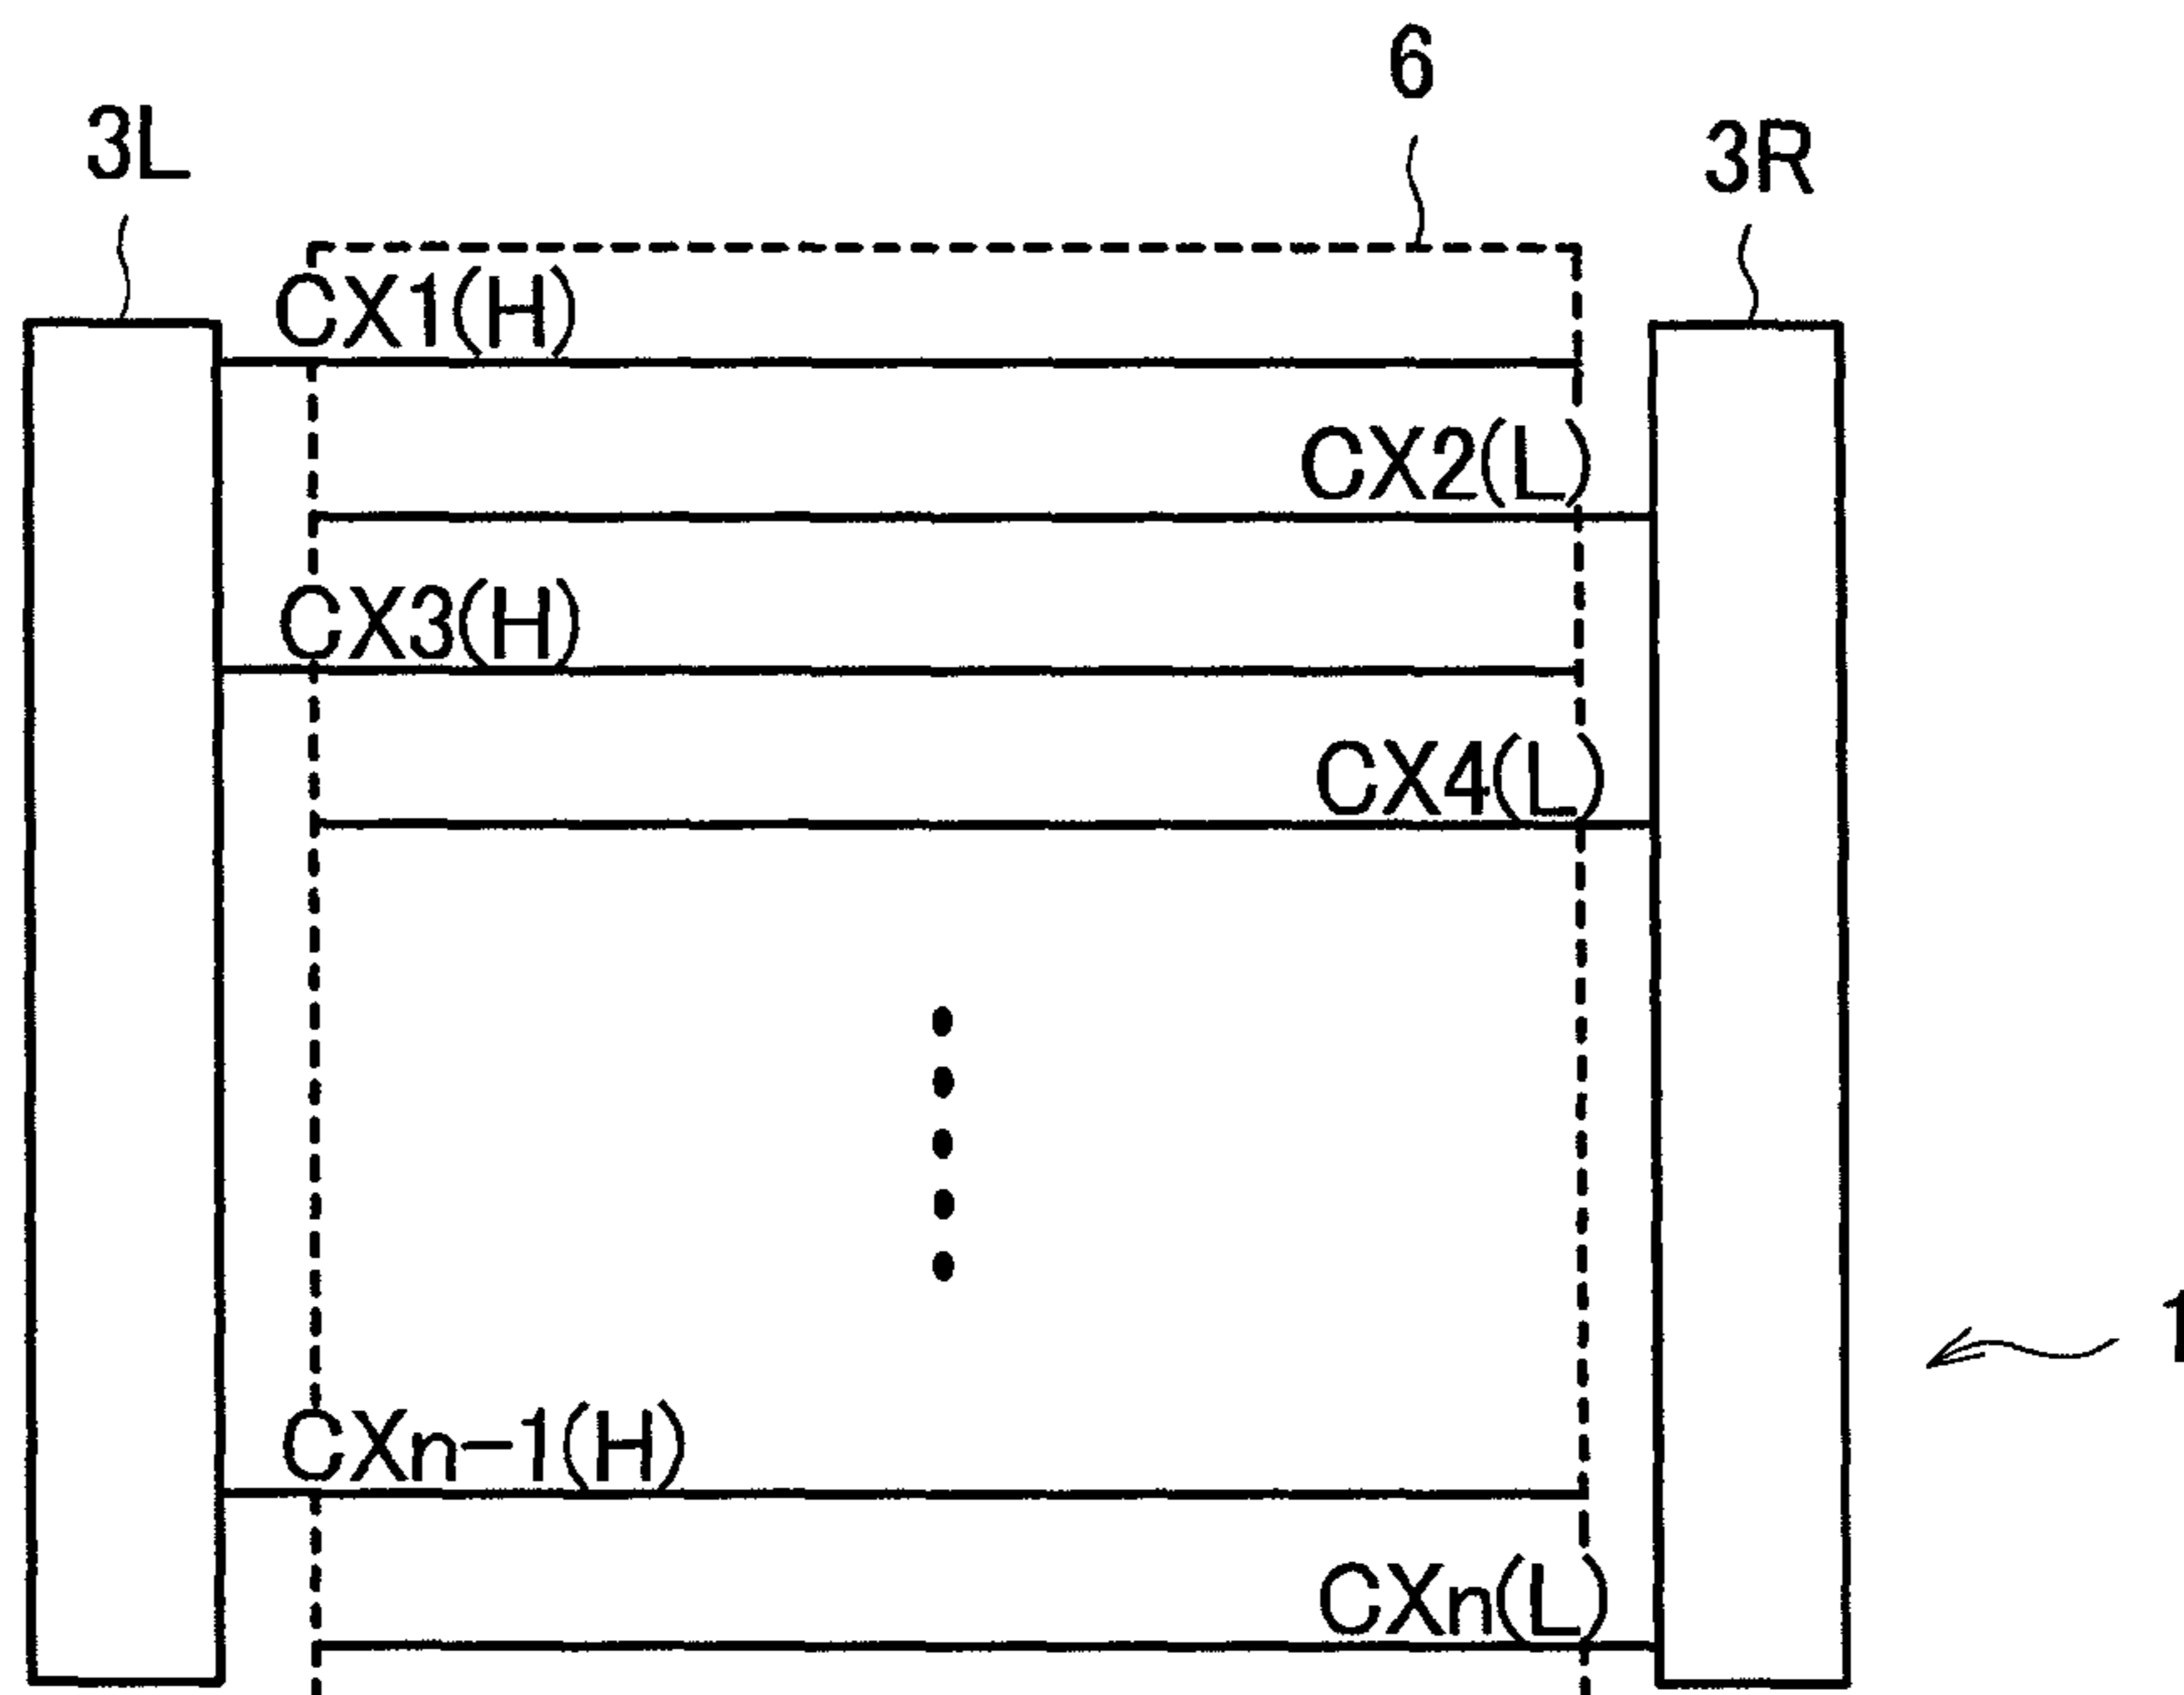 6
3L
3R
CX1(H)
CX2(L)
CX3(H)
CX4(L)
1
CXn-1(H)
CXn(L)